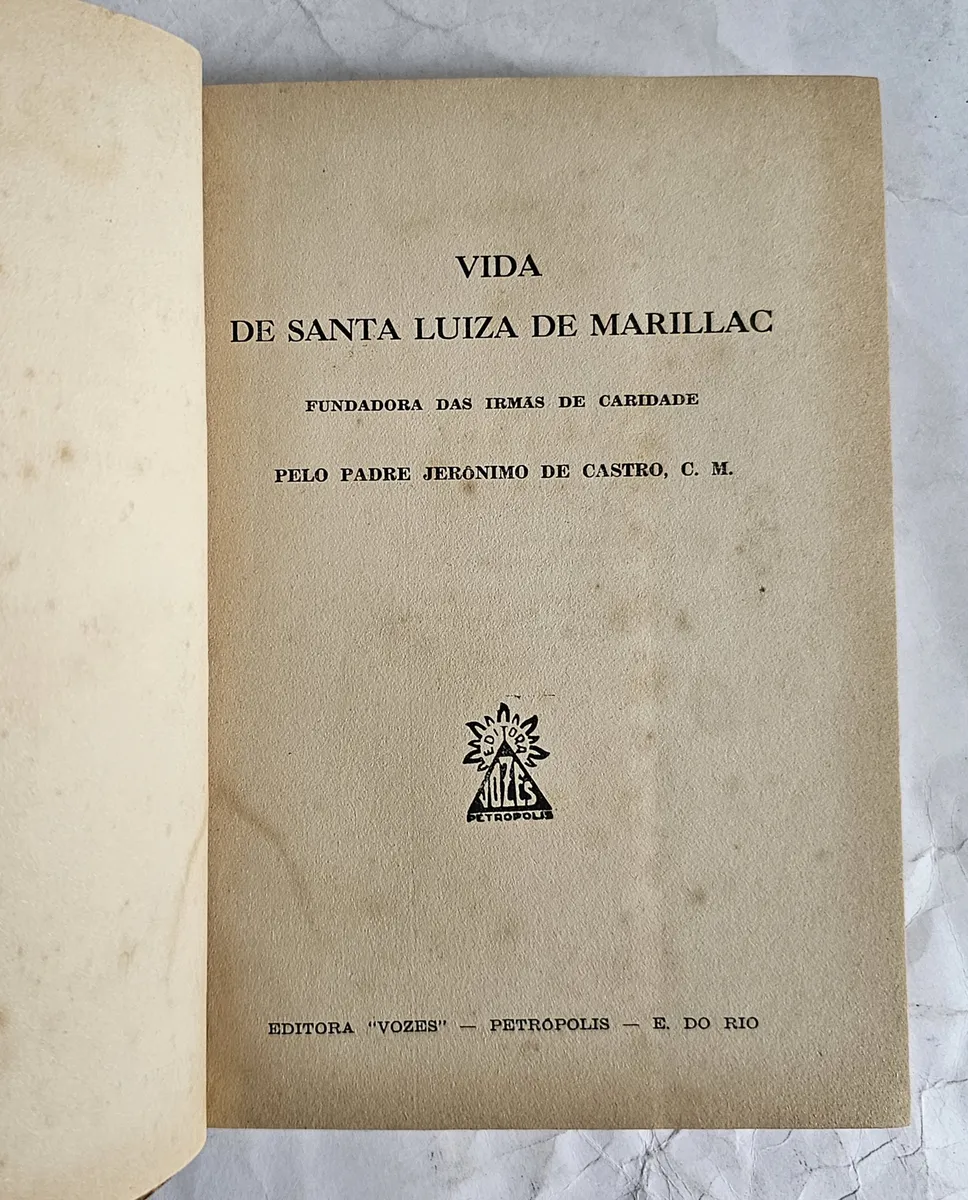 VIDA
DE SANTA LUIZA DE MARILLAC
FUNDADORA DAS IRMÃS DE CARIDADE
PELO PADRE JERÔNIMO DE CASTRO, C. M.
EDITORA
VOZES
PETROPOLIS
EDITORA "VOZES" — PETRÓPOLIS — E. DO RIO